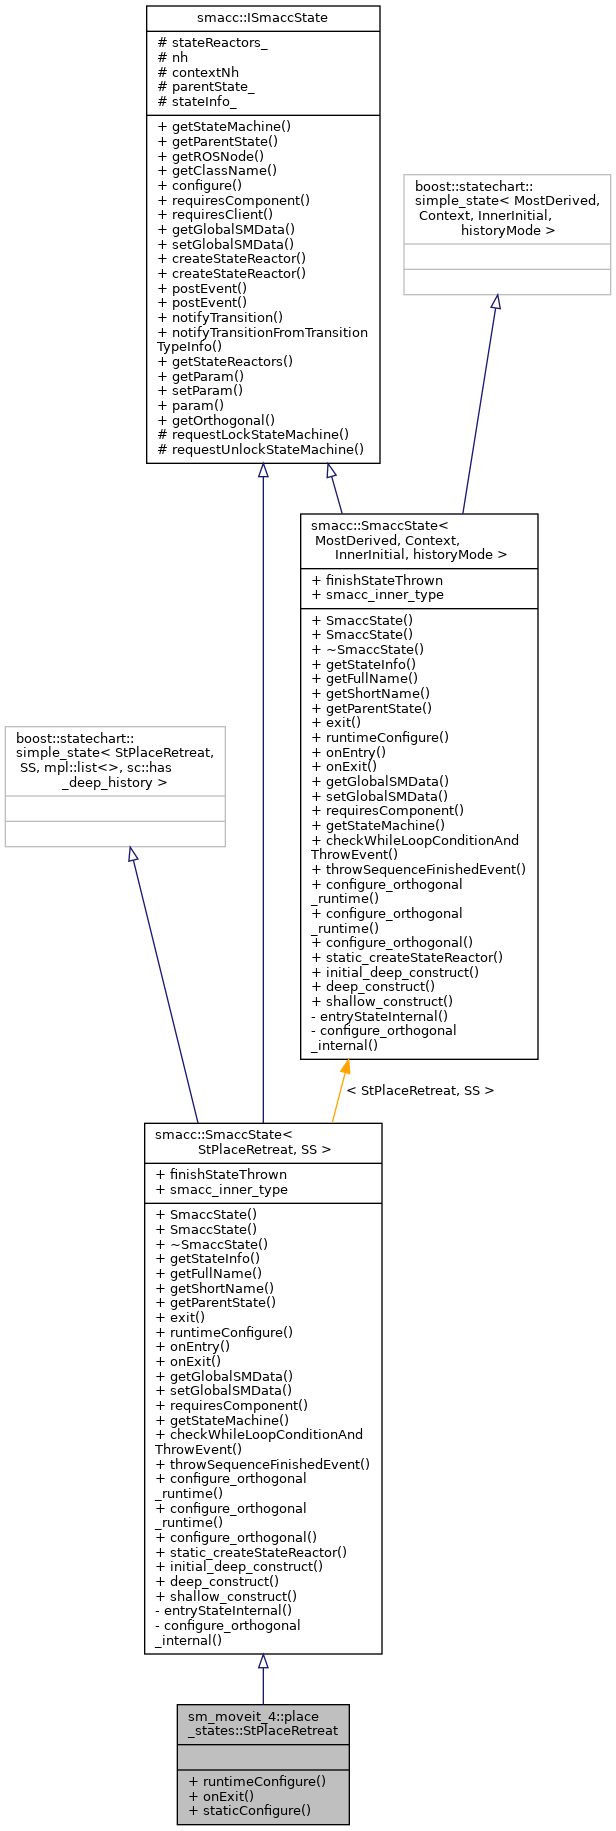 smacc::ISmaccState
# stateReactors_
# nh
# contextNh
# parentState_
# stateInfo_
+ getStateMachine()
+ getParentState()
+ getROSNode()
+ getClassName()
+ configure()
+ requiresComponent()
+ requiresClient()
+ getGlobalSMData()
+ setGlobalSMData()
+ createStateReactor()
+ createStateReactor()
+ postEvent()
+ postEvent()
+ notifyTransition()
+ notifyTransitionFromTransition
TypeInfo()
+ getStateReactors()
+ getParam()
+ setParam()
+ param()
+ getOrthogonal()
# requestLockStateMachine()
# requestUnlockStateMachine()
boost::statechart::
simple_state< MostDerived,
Context, InnerInitial,
historyMode >
smacc::SmaccState<
MostDerived, Context,
InnerInitial, historyMode >
+ finishStateThrown
+ smacc_inner_type
+ SmaccState()
+ SmaccState()
+ ~SmaccState()
+ getStateInfo()
+ getFullName()
+ getShortName()
+ getParentState()
+ exit()
+ runtimeConfigure()
+ onEntry()
+ onExit()
+ getGlobalSMData()
+ setGlobalSMData()
+ requiresComponent()
+ getStateMachine()
+ checkWhileLoopConditionAnd
ThrowEvent()
+ throwSequenceFinishedEvent()
+ configure_orthogonal
_runtime()
+ configure_orthogonal
_runtime()
+ configure_orthogonal()
+ static_createStateReactor()
+ initial_deep_construct()
+ deep_construct()
+ shallow_construct()
- entryStateInternal()
- configure_orthogonal
_internal()
boost::statechart::
simple_state< StPlaceRetreat,
SS, mpl::list<>, sc::has
_deep_history >
< StPlaceRetreat, SS >
smacc::SmaccState<
StPlaceRetreat, SS >
+ finishStateThrown
+ smacc_inner_type
+ SmaccState()
+ SmaccState()
+ ~SmaccState()
+ getStateInfo()
+ getFullName()
+ getShortName()
+ getParentState()
+ exit()
+ runtimeConfigure()
+ onEntry()
+ onExit()
+ getGlobalSMData()
+ setGlobalSMData()
+ requiresComponent()
+ getStateMachine()
+ checkWhileLoopConditionAnd
ThrowEvent()
+ throwSequenceFinishedEvent()
+ configure_orthogonal
_runtime()
+ configure_orthogonal
_runtime()
+ configure_orthogonal()
+ static_createStateReactor()
+ initial_deep_construct()
+ deep_construct()
+ shallow_construct()
- entryStateInternal()
- configure_orthogonal
_internal()
sm_moveit_4::place
_states::StPlaceRetreat
+ runtimeConfigure()
+ onExit()
+ staticConfigure()